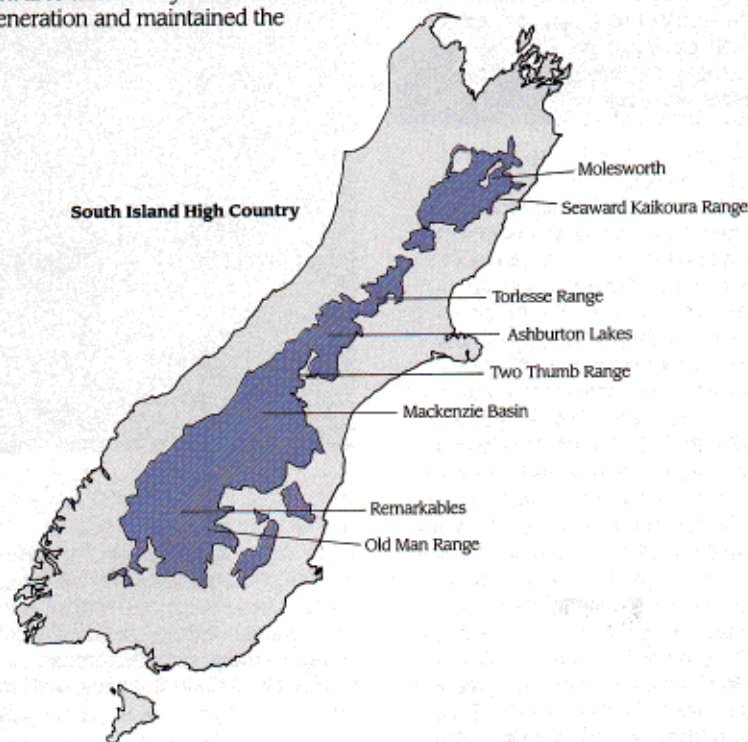 eneration and maintained the
South Island High Country
Molesworth
Seaward Kaikoura Range
Torlesse Range
Ashburton Lakes
Two Thumb Range
Mackenzie Basin
Remarkables
Old Man Range